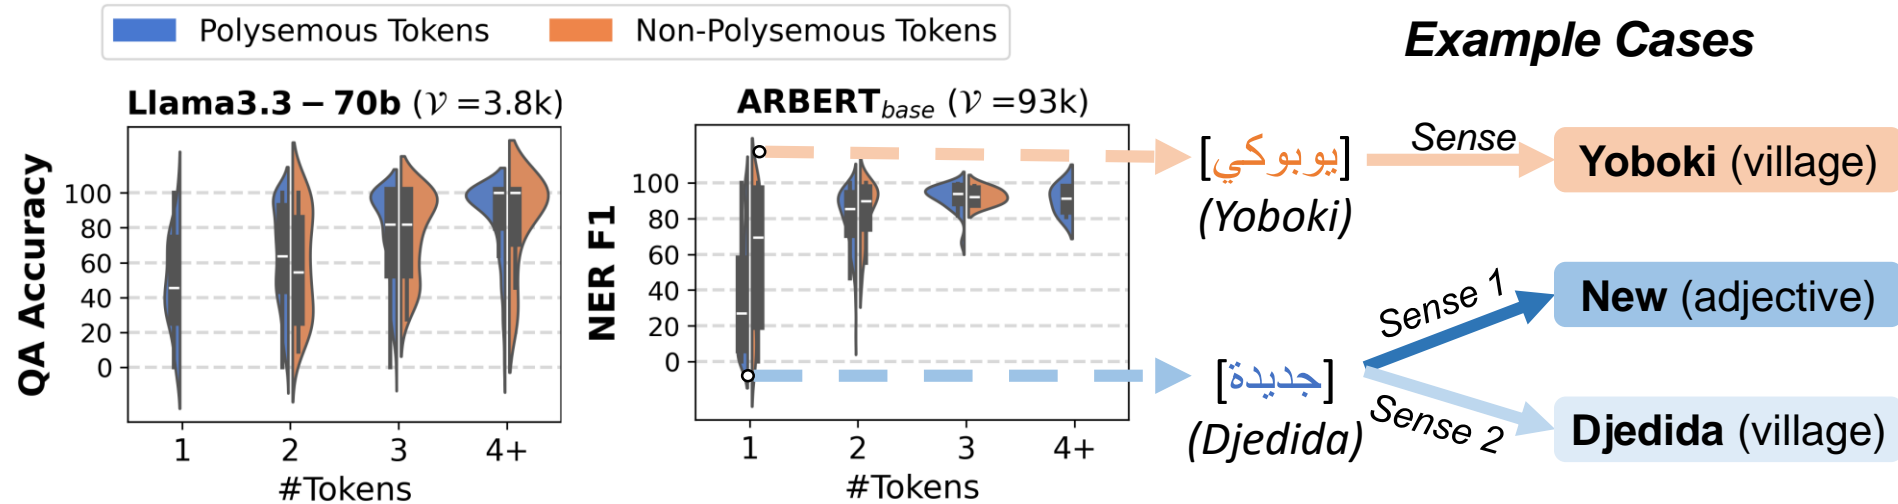 Polysemous Tokens
Non-Polysemous Tokens
Example Cases
Llama3.3 – 70b (𝒱 =3.8k)
QA Accuracy
100
80
60
40
20
0
1
2
3
4+
#Tokens
ARBERT_base (𝒱 =93k)
NER F1
100
80
60
40
20
0
1
2
3
4+
#Tokens
[يوبوكي]
(Yoboki)
Sense
Yoboki (village)
[جديدة]
(Djedida)
Sense 1
New (adjective)
Sense 2
Djedida (village)